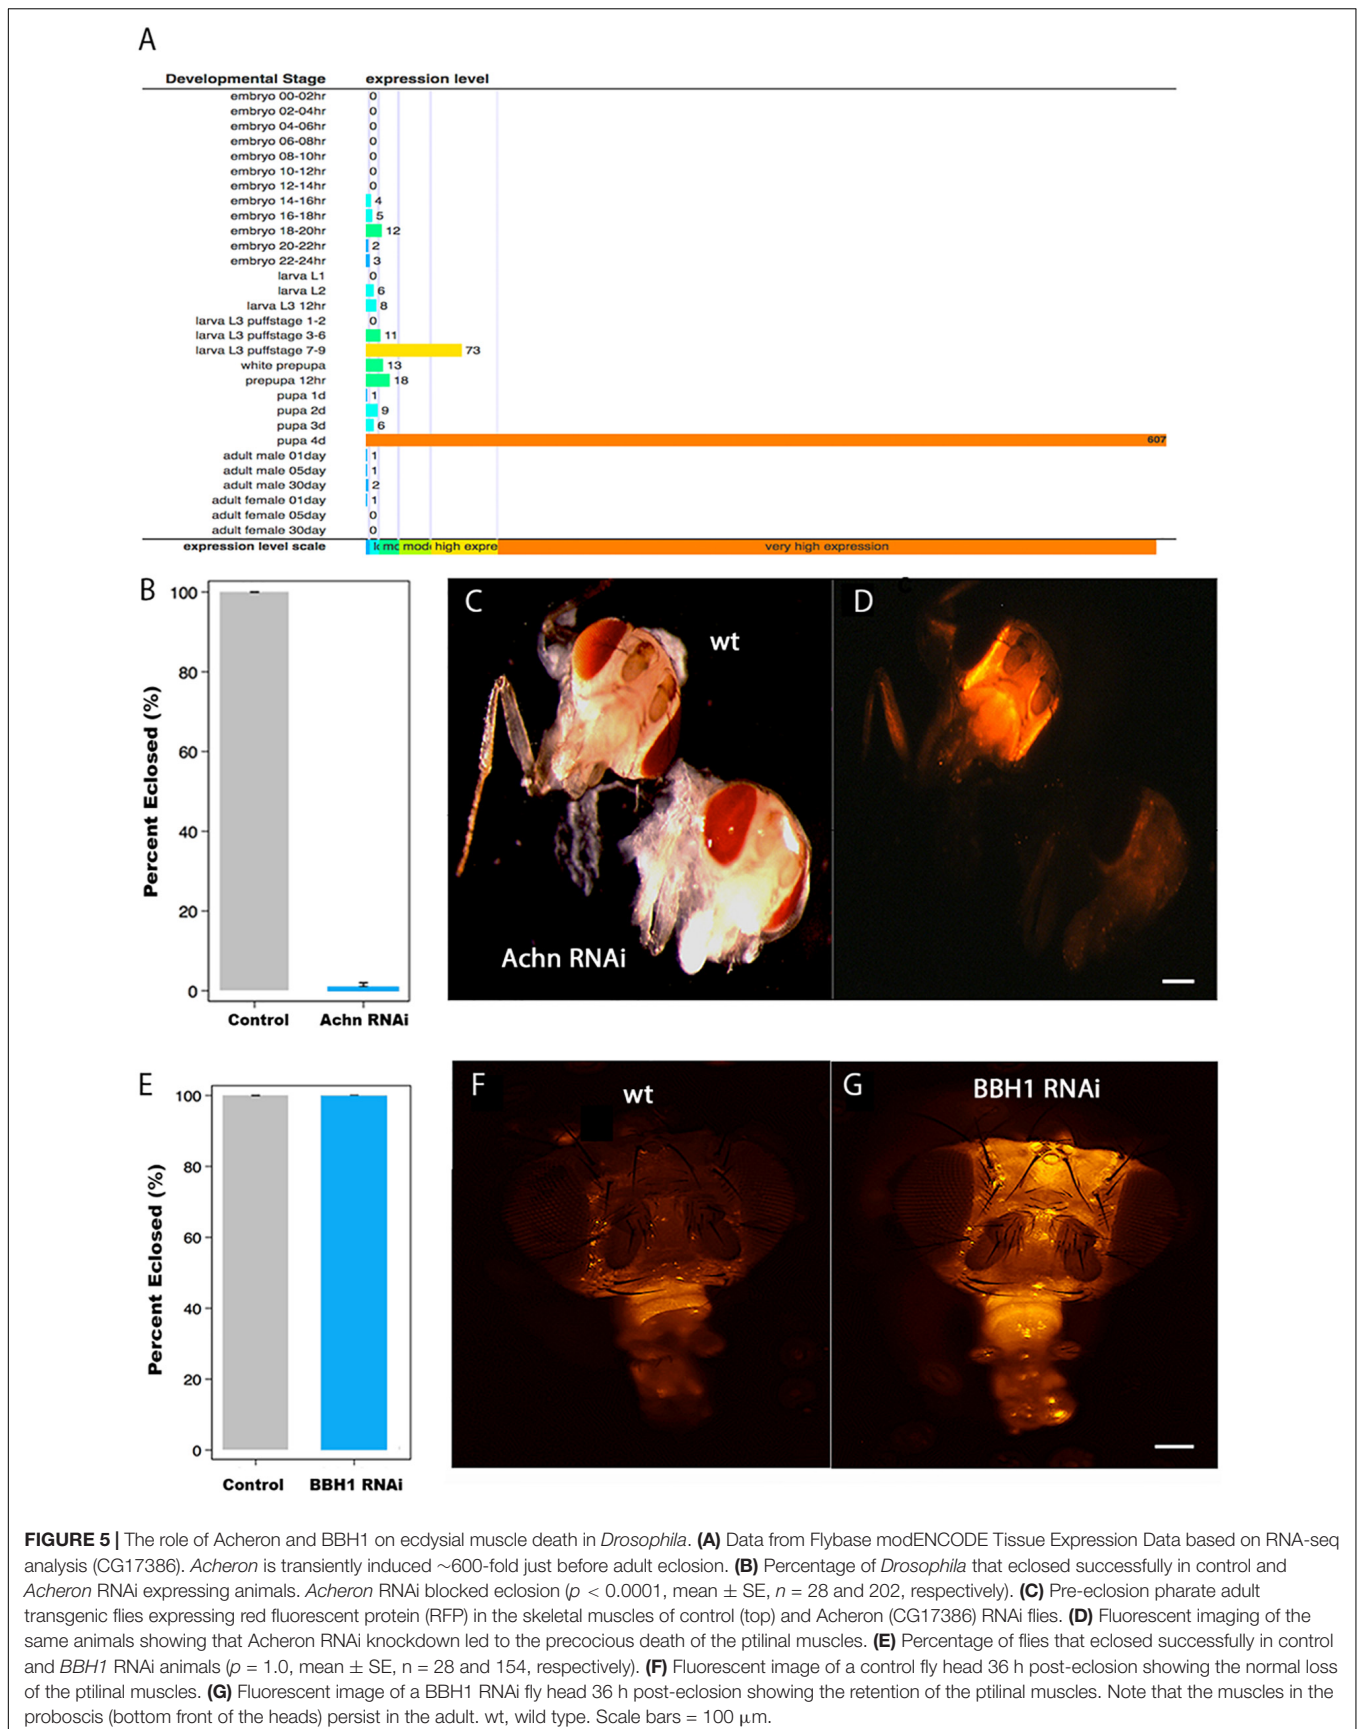 A
Developmental Stage expression level
embryo 00-02hr 0
embryo 02-04hr 0
embryo 04-06hr 0
embryo 06-08hr 0
embryo 08-10hr 0
embryo 10-12hr 0
embryo 12-14hr 0
embryo 14-16hr 4
embryo 16-18hr 5
embryo 18-20hr 12
embryo 20-22hr 2
embryo 22-24hr 3
larva L1 0
larva L2 6
larva L3 12hr 8
larva L3 puffstage 1-2 0
larva L3 puffstage 3-6 11
larva L3 puffstage 7-9 73
white prepupa 13
prepupa 12hr 18
pupa 1d 1
pupa 2d 9
pupa 3d 6
pupa 4d 607
adult male 01day 1
adult male 05day 1
adult male 30day 2
adult female 01day 1
adult female 05day 0
adult female 30day 0
expression level scale mode high expre very high expression
B
Percent Eclosed (%)
100
80
60
40
20
0
Control Achn RNAi
C
wt
Achn RNAi
D
E
Percent Eclosed (%)
100
80
60
40
20
0
Control BBH1 RNAi
F
wt
G
BBH1 RNAi
FIGURE 5 | The role of Acheron and BBH1 on ecdysial muscle death in Drosophila. (A) Data from Flybase modENCODE Tissue Expression Data based on RNA-seq
analysis (CG17386). Acheron is transiently induced ~600-fold just before adult eclosion. (B) Percentage of Drosophila that eclosed successfully in control and
Acheron RNAi expressing animals. Acheron RNAi blocked eclosion (p < 0.0001, mean ± SE, n = 28 and 202, respectively). (C) Pre-eclosion pharate adult
transgenic flies expressing red fluorescent protein (RFP) in the skeletal muscles of control (top) and Acheron (CG17386) RNAi flies. (D) Fluorescent imaging of the
same animals showing that Acheron RNAi knockdown led to the precocious death of the ptilinal muscles. (E) Percentage of flies that eclosed successfully in control
and BBH1 RNAi animals (p = 1.0, mean ± SE, n = 28 and 154, respectively). (F) Fluorescent image of a control fly head 36 h post-eclosion showing the normal loss
of the ptilinal muscles. (G) Fluorescent image of a BBH1 RNAi fly head 36 h post-eclosion showing the retention of the ptilinal muscles. Note that the muscles in the
proboscis (bottom front of the heads) persist in the adult. wt, wild type. Scale bars = 100 μm.